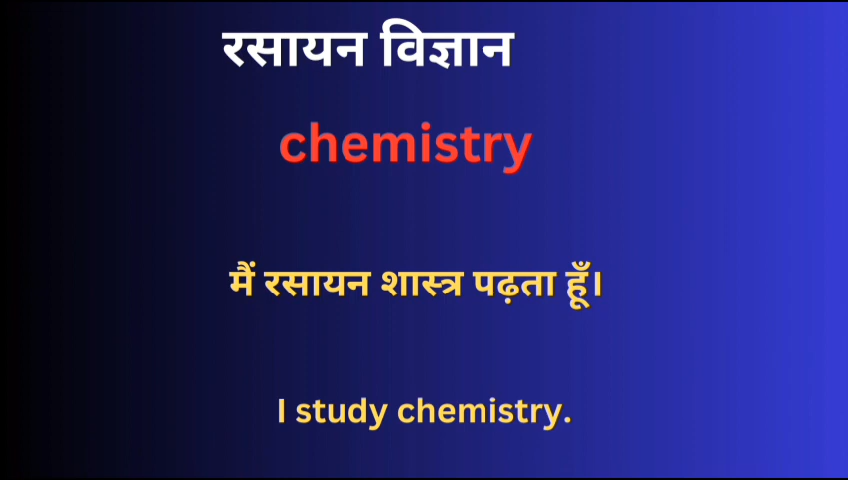 रसायन विज्ञान
chemistry
मैं रसायन शास्त्र पढ़ता हूँ।
I study chemistry.